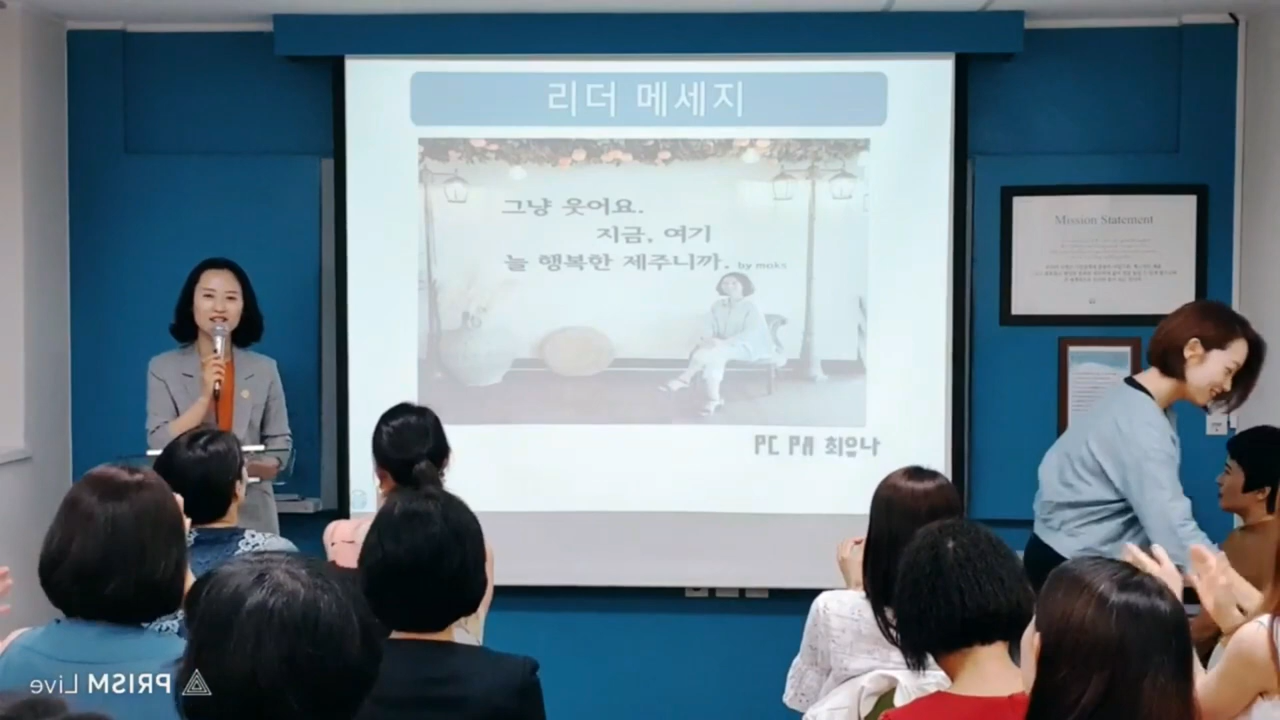 리더 메세지
그냥 웃어요.
지금, 여기
늘 행복한 제주니까. by moks
PC PA 최유나
Mission Statement
PRISM Live